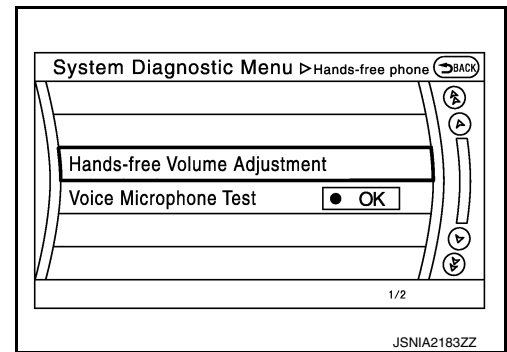 System Diagnostic Menu ▷Hands-free phone BACK
Hands-free Volume Adjustment
Voice Microphone Test ● OK
1/2
JSNIA2183ZZ